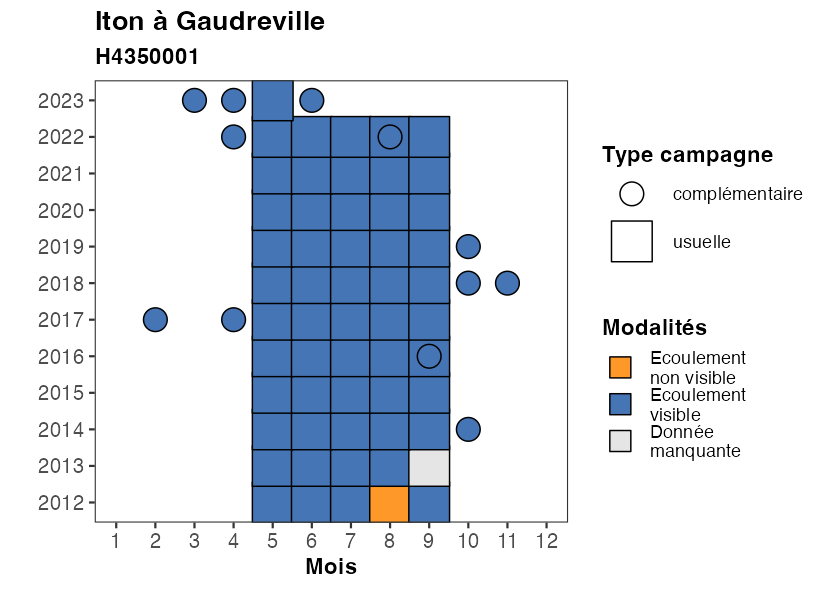 Iton à Gaudreville
H4350001
2023
2022
2021
2020
2019
2018
2017
2016
2015
2014
2013
2012
1 2 3 4 5 6 7 8 9 10 11 12
Mois
Type campagne
complémentaire
usuelle
Modalités
Ecoulement
non visible
Ecoulement
visible
Donnée
manquante